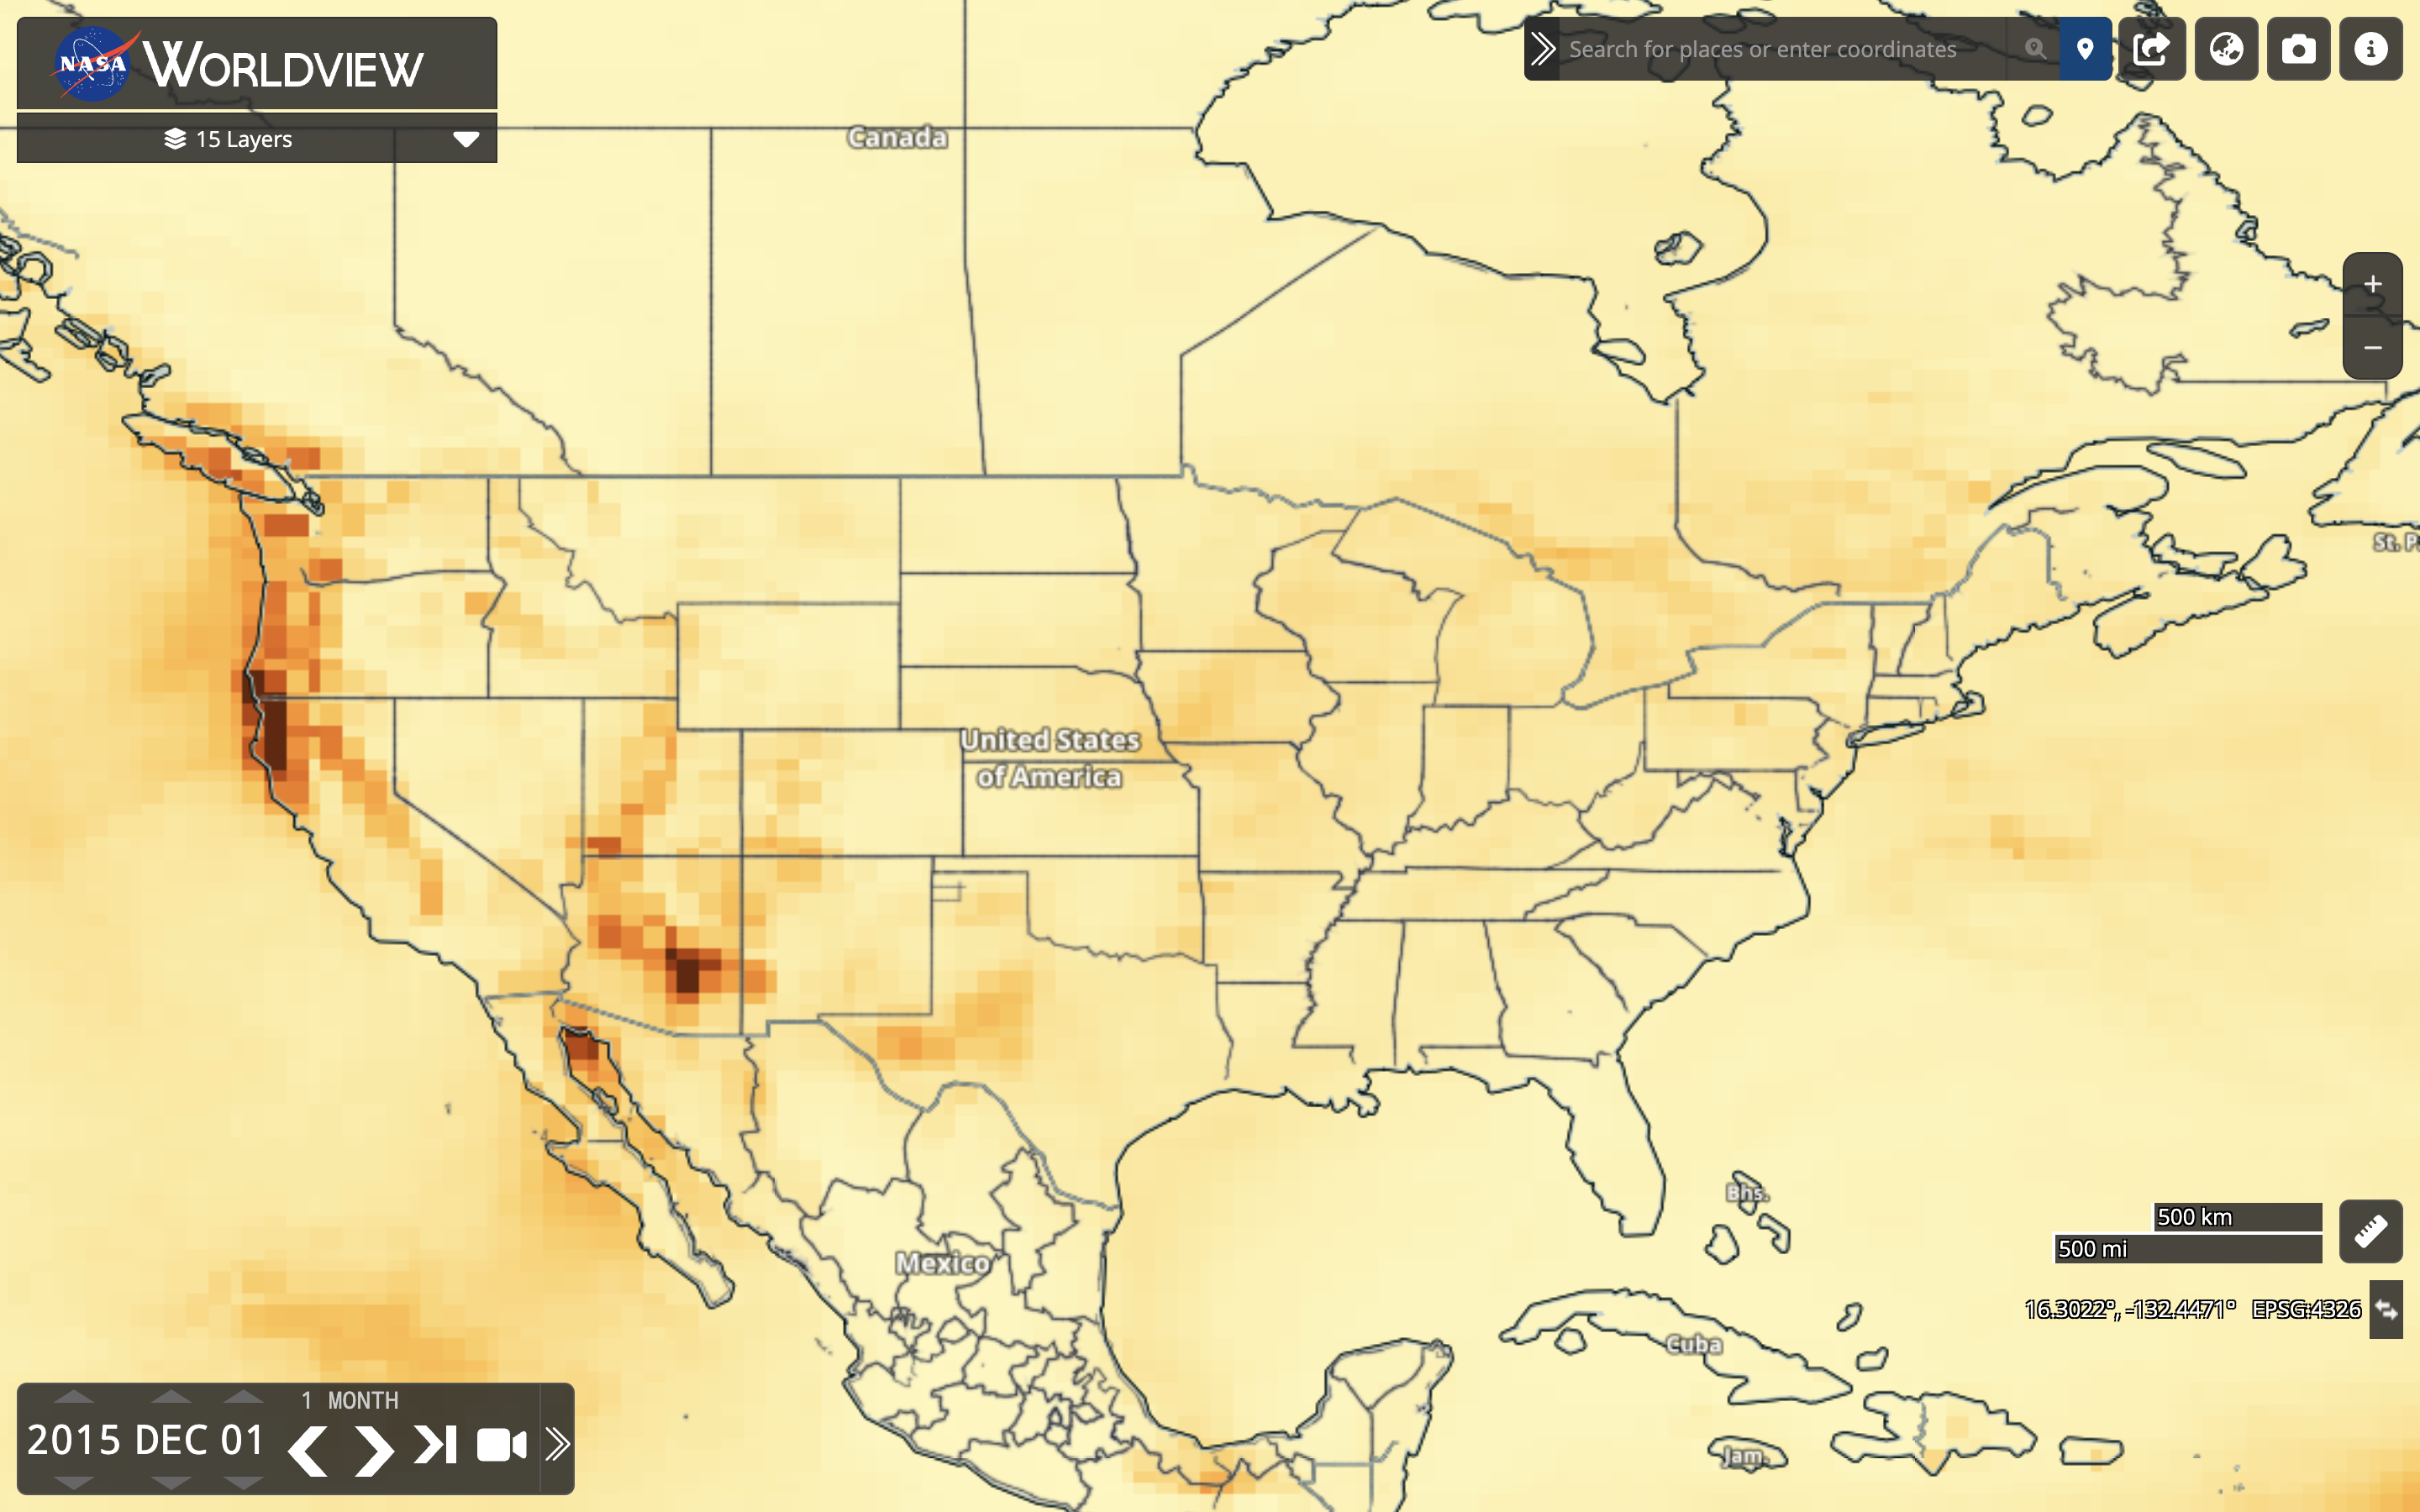 NASA WORLDVIEW
15 Layers
Search for places or enter coordinates
Canada
St. P
United States
of America
Bhs.
500 km
500 mi
Mexico
16.3022°, -132.4471° EPSG:4326
Cuba
Jam.
1 MONTH
2015 DEC 01